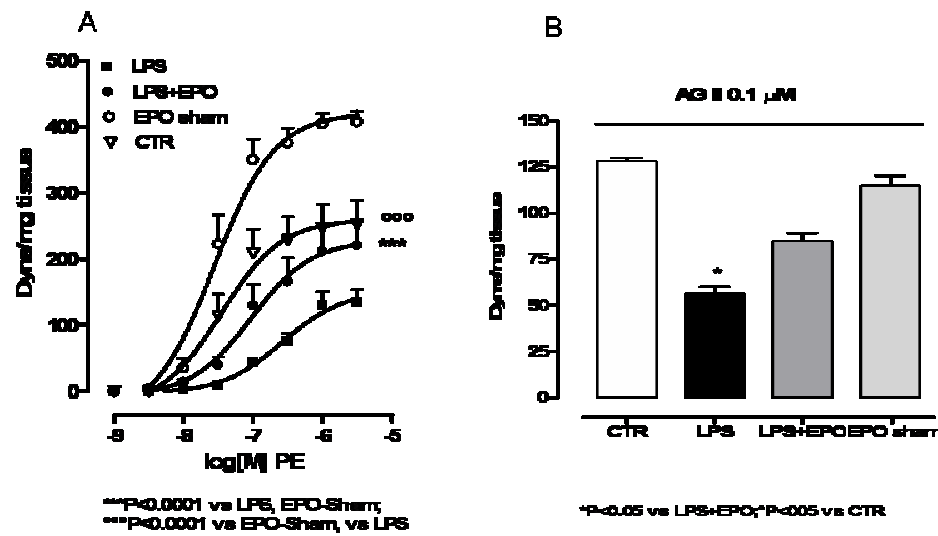 A
500
400
300
200
100
0
Dyne/mg tissue
LPS
LPS+EPO
EPO sham
CTR
°°°
***
-9 -8 -7 -6 -5
log[M] PE
***P<0.0001 vs LPS, EPO-Sham;
°°°P<0.0001 vs EPO-Sham, vs LPS
B
AG II 0.1 µM
150
125
75
50
25
0
Dyne/mg tissue
*
CTR LPS LPS+EPO EPO sham
*P<0.05 vs LPS+EPO;*P<005 vs CTR